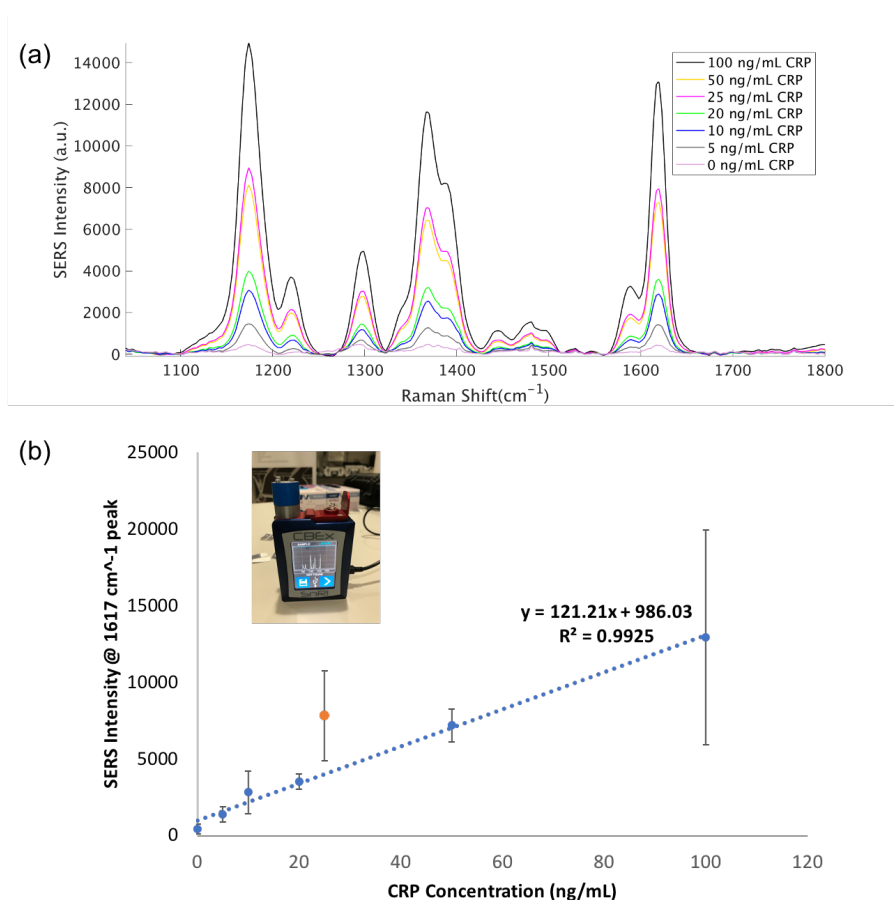 (a)
14000
12000
10000
8000
6000
4000
2000
0
SERS Intensity (a.u.)
100 ng/mL CRP
50 ng/mL CRP
25 ng/mL CRP
20 ng/mL CRP
10 ng/mL CRP
5 ng/mL CRP
0 ng/mL CRP
1100 1200 1300 1400 1500 1600 1700 1800
Raman Shift(cm⁻¹)
(b)
25000
20000
15000
10000
5000
0
SERS Intensity @ 1617 cm^-1 peak
CBEx
y = 121.21x + 986.03
R² = 0.9925
0 20 40 60 80 100 120
CRP Concentration (ng/mL)